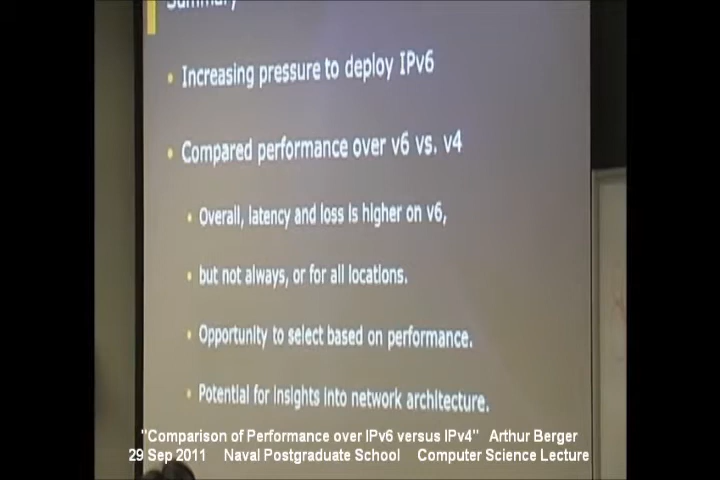 Summary
• Increasing pressure to deploy IPv6
• Compared performance over v6 vs. v4
• Overall, latency and loss is higher on v6,
• but not always, or for all locations.
• Opportunity to select based on performance.
• Potential for insights into network architecture.
"Comparison of Performance over IPv6 versus IPv4" Arthur Berger
29 Sep 2011 Naval Postgraduate School Computer Science Lecture